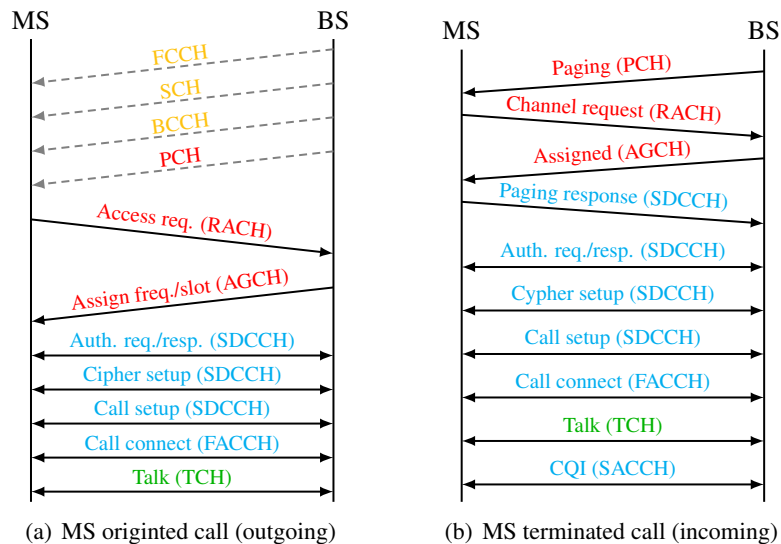 MS BS
FCCH
SCH
BCCH
PCH
Access req. (RACH)
Assign freq./slot (AGCH)
Auth. req./resp. (SDCCH)
Cipher setup (SDCCH)
Call setup (SDCCH)
Call connect (FACCH)
Talk (TCH)
(a) MS originted call (outgoing)
MS BS
Paging (PCH)
Channel request (RACH)
Assigned (AGCH)
Paging response (SDCCH)
Auth. req./resp. (SDCCH)
Cypher setup (SDCCH)
Call setup (SDCCH)
Call connect (FACCH)
Talk (TCH)
CQI (SACCH)
(b) MS terminated call (incoming)